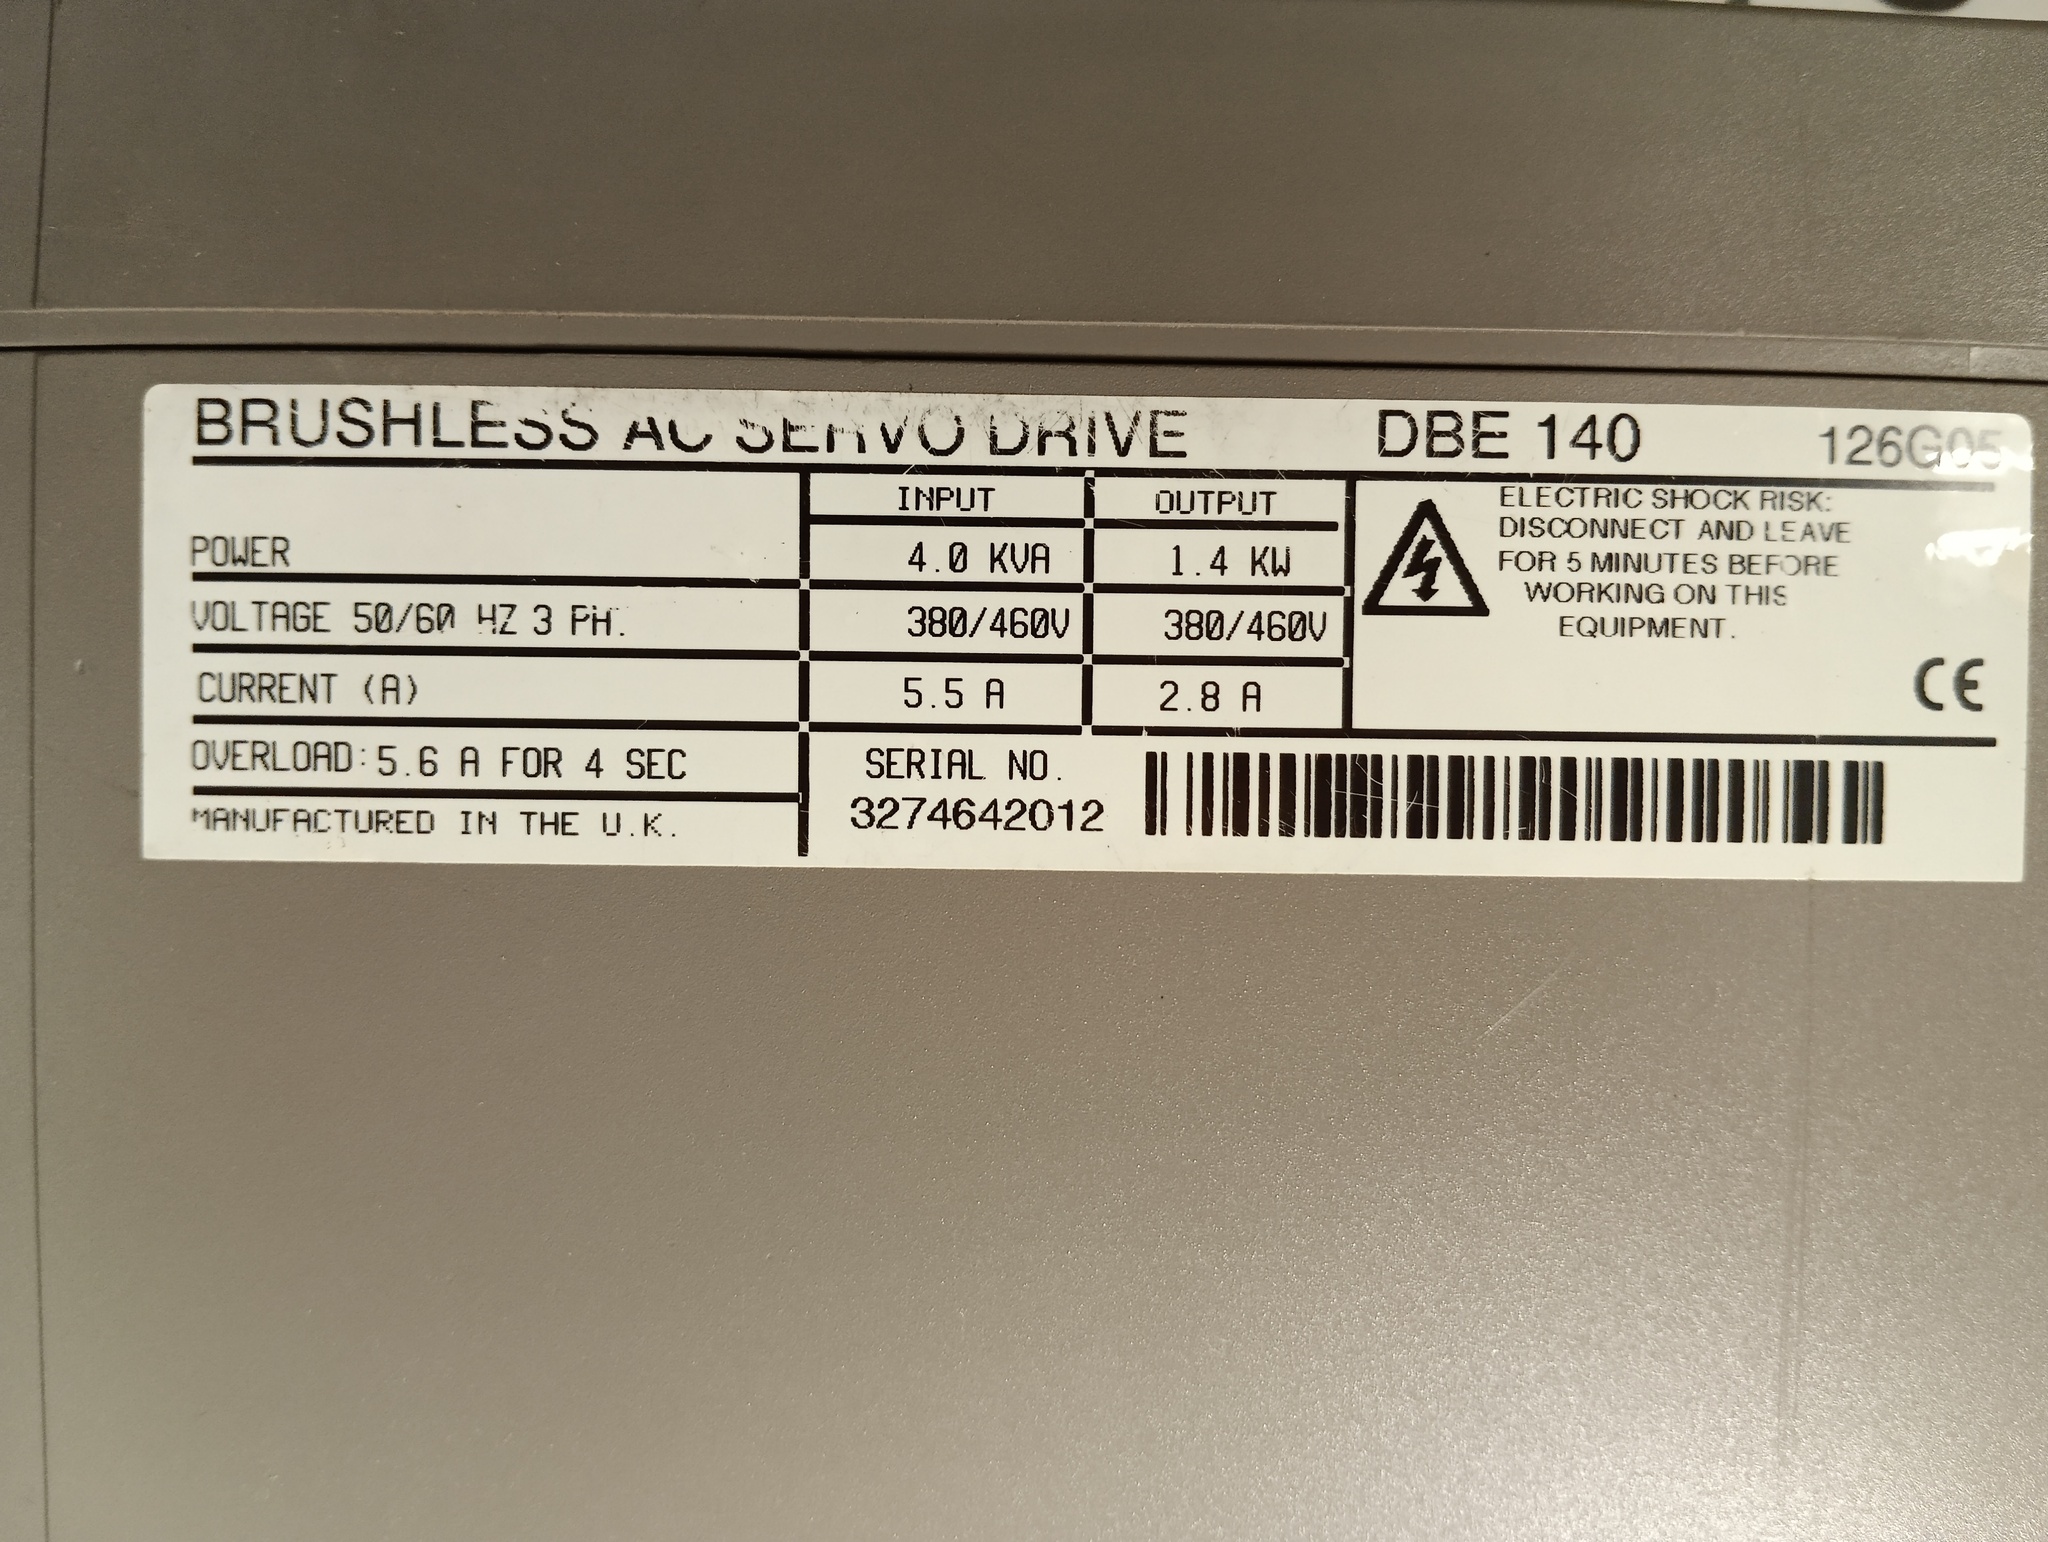 BRUSHLESS AC SERVO DRIVE DBE 140 126G05
INPUT OUTPUT
POWER 4.0 KVA 1.4 KW
VOLTAGE 50/60 HZ 3 PH. 380/460V 380/460V
CURRENT (A) 5.5 A 2.8 A
ELECTRIC SHOCK RISK:
DISCONNECT AND LEAVE
FOR 5 MINUTES BEFORE
WORKING ON THIS
EQUIPMENT.
CE
OVERLOAD: 5.6 A FOR 4 SEC
MANUFACTURED IN THE U.K.
SERIAL NO.
3274642012